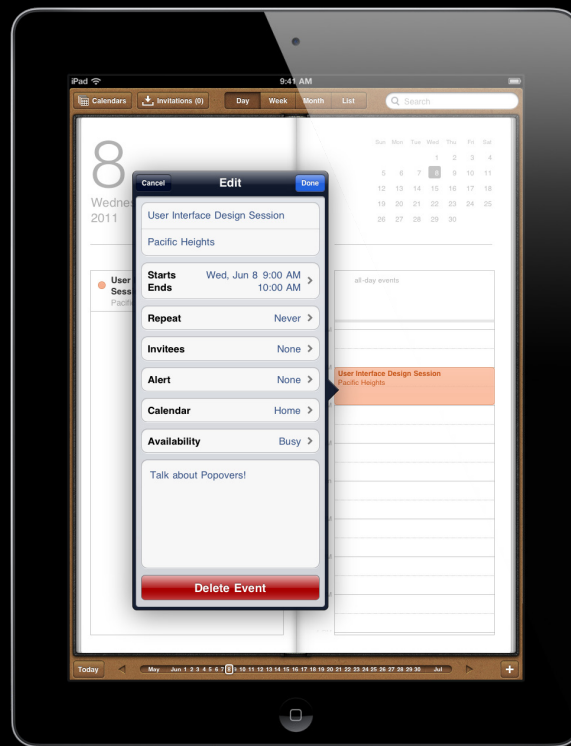 iPad
9:41 AM
Calendars
Invitations (0)
Day
Week
Month
List
Search
8
Wednes
2011
Sun Mon Tue Wed Thu Fri Sat
1 2 3 4
5 6 7 8 9 10 11
12 13 14 15 16 17 18
19 20 21 22 23 24 25
26 27 28 29 30
User
Sess
Pacifi
Cancel
Edit
Done
User Interface Design Session
Pacific Heights
Starts Wed, Jun 8 9:00 AM
Ends 10:00 AM
Repeat Never
Invitees None
Alert None
Calendar Home
Availability Busy
Talk about Popovers!
Delete Event
all-day events
User Interface Design Session
Pacific Heights
Today
May Jun 1 2 3 4 5 6 7 8 9 10 11 12 13 14 15 16 17 18 19 20 21 22 23 24 25 26 27 28 29 30 Jul
+